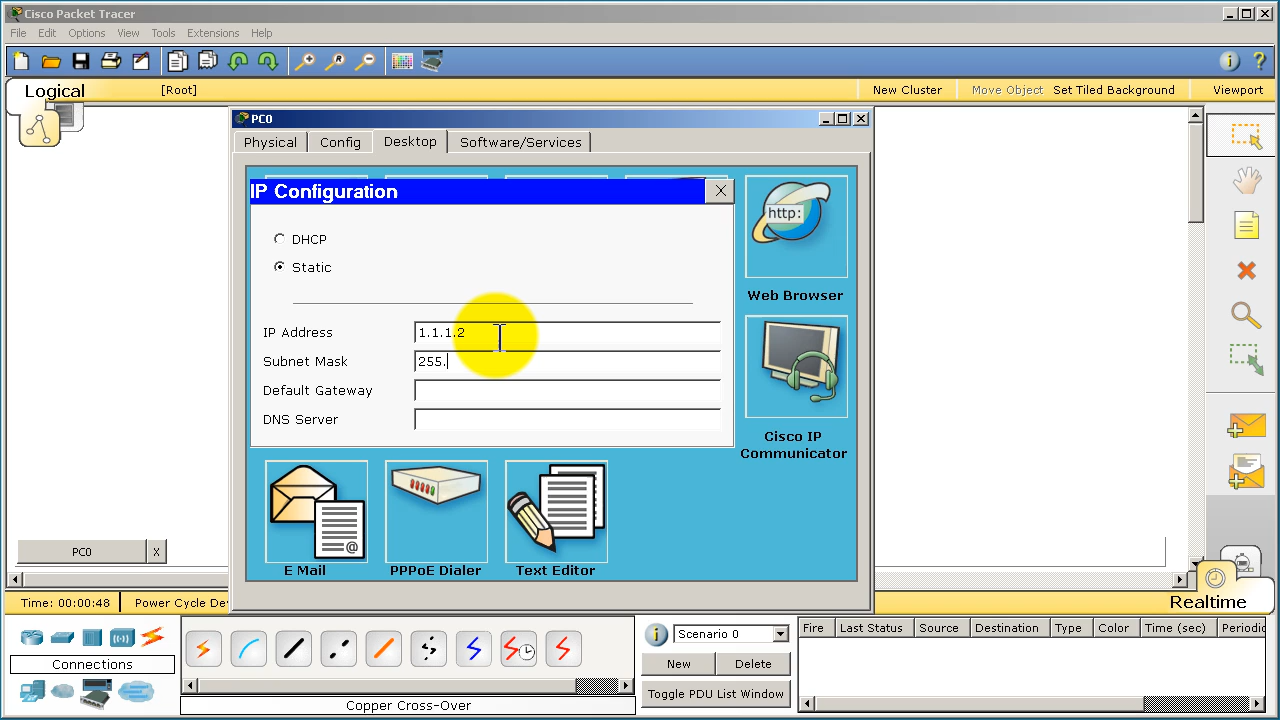 Cisco Packet Tracer
File Edit Options View Tools Extensions Help
Logical [Root] New Cluster Move Object Set Tiled Background Viewport
PC0
Physical Config Desktop Software/Services
IP Configuration X
http:
DHCP
Static
Web Browser
IP Address 1.1.1.2
Subnet Mask 255.
Default Gateway
DNS Server
Cisco IP
Communicator
@
E Mail PPPoE Dialer Text Editor
PC0 X
Time: 00:00:48 Power Cycle De
Realtime
Connections
Copper Cross-Over
Scenario 0
New Delete
Toggle PDU List Window
Fire Last Status Source Destination Type Color Time (sec) Periodic